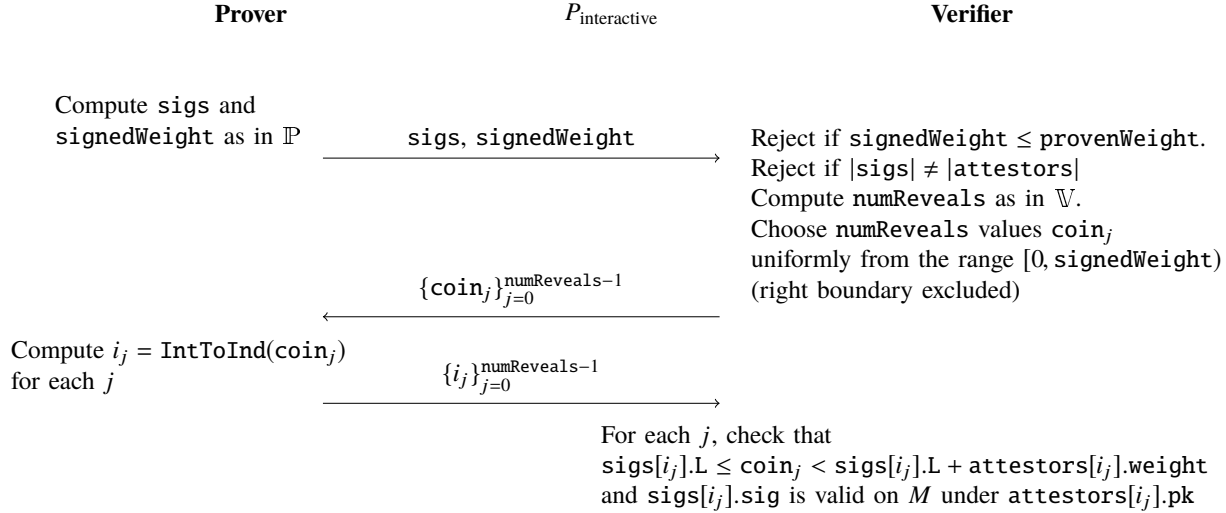 Prover P_interactive Verifier
Compute sigs and
signedWeight as in ℙ
sigs, signedWeight
Reject if signedWeight ≤ provenWeight.
Reject if |sigs| ≠ |attestors|
Compute numReveals as in 𝕍.
Choose numReveals values coin_j
uniformly from the range [0, signedWeight)
(right boundary excluded)
{coin_j}_{j=0}^{numReveals−1}
Compute i_j = IntToInd(coin_j)
for each j
{i_j}_{j=0}^{numReveals−1}
For each j, check that
sigs[i_j].L ≤ coin_j < sigs[i_j].L + attestors[i_j].weight
and sigs[i_j].sig is valid on M under attestors[i_j].pk